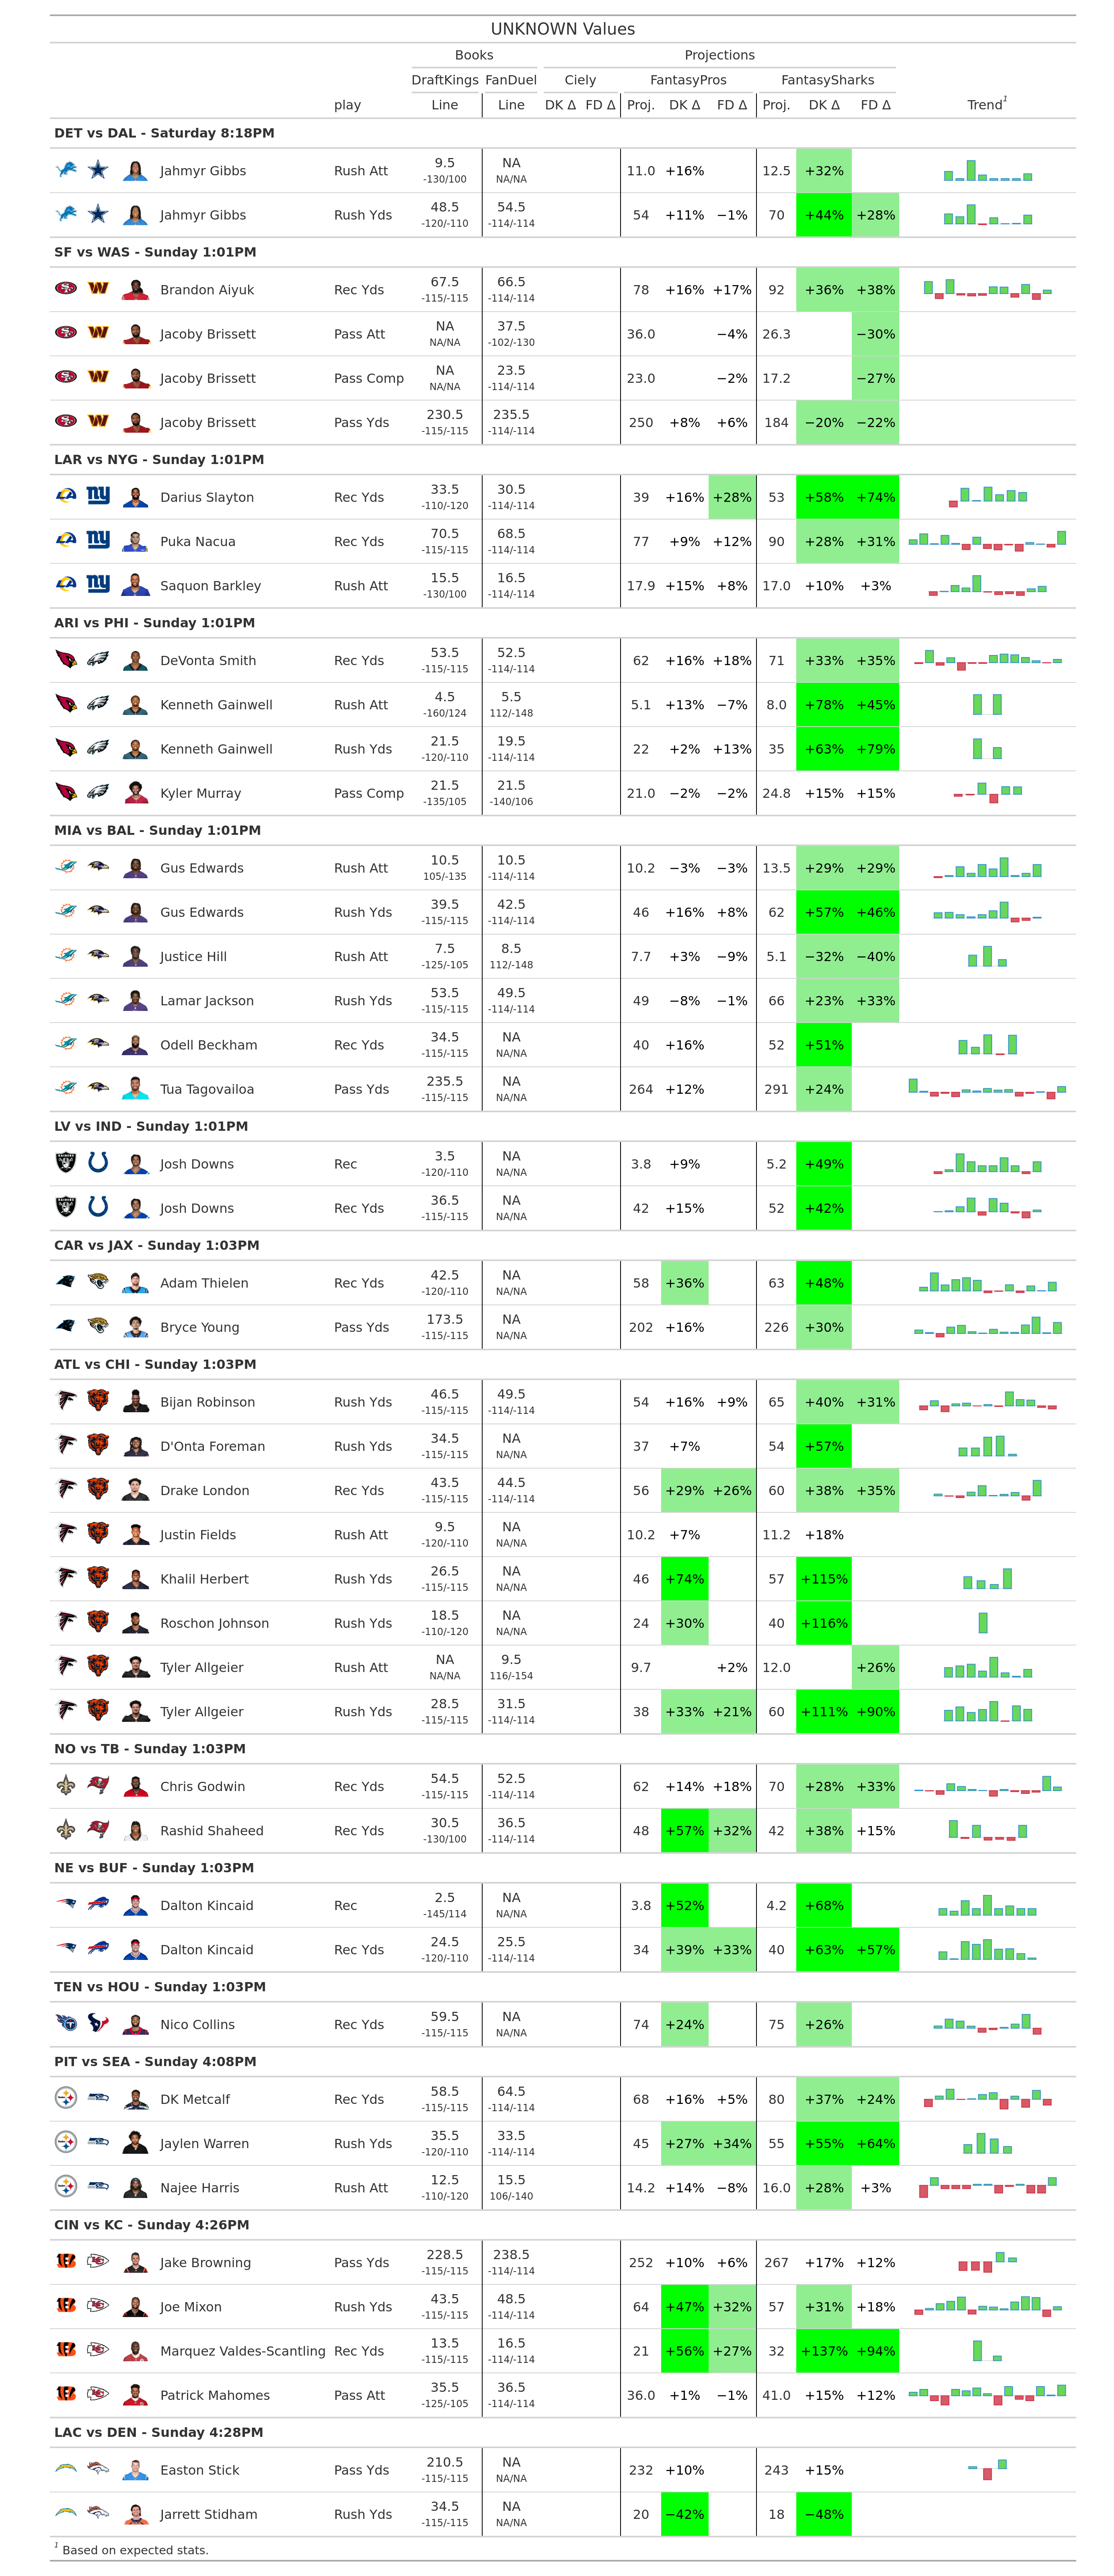 UNKNOWN Values
Books Projections
DraftKings FanDuel Ciely FantasyPros FantasySharks
play Line Line DK Δ FD Δ Proj. DK Δ FD Δ Proj. DK Δ FD Δ Trend1
DET vs DAL - Saturday 8:18PM
Jahmyr Gibbs Rush Att 9.5 NA 11.0 +16% 12.5 +32%
-130/100 NA/NA
Jahmyr Gibbs Rush Yds 48.5 54.5 54 +11% −1% 70 +44% +28%
-120/-110 -114/-114
SF vs WAS - Sunday 1:01PM
Brandon Aiyuk Rec Yds 67.5 66.5 78 +16% +17% 92 +36% +38%
-115/-115 -114/-114
Jacoby Brissett Pass Att NA 37.5 36.0 −4% 26.3 −30%
NA/NA -102/-130
Jacoby Brissett Pass Comp NA 23.5 23.0 −2% 17.2 −27%
NA/NA -114/-114
Jacoby Brissett Pass Yds 230.5 235.5 250 +8% +6% 184 −20% −22%
-115/-115 -114/-114
LAR vs NYG - Sunday 1:01PM
Darius Slayton Rec Yds 33.5 30.5 39 +16% +28% 53 +58% +74%
-110/-120 -114/-114
Puka Nacua Rec Yds 70.5 68.5 77 +9% +12% 90 +28% +31%
-115/-115 -114/-114
Saquon Barkley Rush Att 15.5 16.5 17.9 +15% +8% 17.0 +10% +3%
-130/100 -114/-114
ARI vs PHI - Sunday 1:01PM
DeVonta Smith Rec Yds 53.5 52.5 62 +16% +18% 71 +33% +35%
-115/-115 -114/-114
Kenneth Gainwell Rush Att 4.5 5.5 5.1 +13% −7% 8.0 +78% +45%
-160/124 112/-148
Kenneth Gainwell Rush Yds 21.5 19.5 22 +2% +13% 35 +63% +79%
-120/-110 -114/-114
Kyler Murray Pass Comp 21.5 21.5 21.0 −2% −2% 24.8 +15% +15%
-135/105 -140/106
MIA vs BAL - Sunday 1:01PM
Gus Edwards Rush Att 10.5 10.5 10.2 −3% −3% 13.5 +29% +29%
105/-135 -114/-114
Gus Edwards Rush Yds 39.5 42.5 46 +16% +8% 62 +57% +46%
-115/-115 -114/-114
Justice Hill Rush Att 7.5 8.5 7.7 +3% −9% 5.1 −32% −40%
-125/-105 112/-148
Lamar Jackson Rush Yds 53.5 49.5 49 −8% −1% 66 +23% +33%
-115/-115 -114/-114
Odell Beckham Rec Yds 34.5 NA 40 +16% 52 +51%
-115/-115 NA/NA
Tua Tagovailoa Pass Yds 235.5 NA 264 +12% 291 +24%
-115/-115 NA/NA
LV vs IND - Sunday 1:01PM
Josh Downs Rec 3.5 NA 3.8 +9% 5.2 +49%
-120/-110 NA/NA
Josh Downs Rec Yds 36.5 NA 42 +15% 52 +42%
-115/-115 NA/NA
CAR vs JAX - Sunday 1:03PM
Adam Thielen Rec Yds 42.5 NA 58 +36% 63 +48%
-120/-110 NA/NA
Bryce Young Pass Yds 173.5 NA 202 +16% 226 +30%
-115/-115 NA/NA
ATL vs CHI - Sunday 1:03PM
Bijan Robinson Rush Yds 46.5 49.5 54 +16% +9% 65 +40% +31%
-115/-115 -114/-114
D'Onta Foreman Rush Yds 34.5 NA 37 +7% 54 +57%
-115/-115 NA/NA
Drake London Rec Yds 43.5 44.5 56 +29% +26% 60 +38% +35%
-115/-115 -114/-114
Justin Fields Rush Att 9.5 NA 10.2 +7% 11.2 +18%
-120/-110 NA/NA
Khalil Herbert Rush Yds 26.5 NA 46 +74% 57 +115%
-115/-115 NA/NA
Roschon Johnson Rush Yds 18.5 NA 24 +30% 40 +116%
-110/-120 NA/NA
Tyler Allgeier Rush Att NA 9.5 9.7 +2% 12.0 +26%
NA/NA 116/-154
Tyler Allgeier Rush Yds 28.5 31.5 38 +33% +21% 60 +111% +90%
-115/-115 -114/-114
NO vs TB - Sunday 1:03PM
Chris Godwin Rec Yds 54.5 52.5 62 +14% +18% 70 +28% +33%
-115/-115 -114/-114
Rashid Shaheed Rec Yds 30.5 36.5 48 +57% +32% 42 +38% +15%
-130/100 -114/-114
NE vs BUF - Sunday 1:03PM
Dalton Kincaid Rec 2.5 NA 3.8 +52% 4.2 +68%
-145/114 NA/NA
Dalton Kincaid Rec Yds 24.5 25.5 34 +39% +33% 40 +63% +57%
-120/-110 -114/-114
TEN vs HOU - Sunday 1:03PM
Nico Collins Rec Yds 59.5 NA 74 +24% 75 +26%
-115/-115 NA/NA
PIT vs SEA - Sunday 4:08PM
DK Metcalf Rec Yds 58.5 64.5 68 +16% +5% 80 +37% +24%
-115/-115 -114/-114
Jaylen Warren Rush Yds 35.5 33.5 45 +27% +34% 55 +55% +64%
-120/-110 -114/-114
Najee Harris Rush Att 12.5 15.5 14.2 +14% −8% 16.0 +28% +3%
-110/-120 106/-140
CIN vs KC - Sunday 4:26PM
Jake Browning Pass Yds 228.5 238.5 252 +10% +6% 267 +17% +12%
-115/-115 -114/-114
Joe Mixon Rush Yds 43.5 48.5 64 +47% +32% 57 +31% +18%
-115/-115 -114/-114
Marquez Valdes-Scantling Rec Yds 13.5 16.5 21 +56% +27% 32 +137% +94%
-115/-115 -114/-114
Patrick Mahomes Pass Att 35.5 36.5 36.0 +1% −1% 41.0 +15% +12%
-125/-105 -114/-114
LAC vs DEN - Sunday 4:28PM
Easton Stick Pass Yds 210.5 NA 232 +10% 243 +15%
-115/-115 NA/NA
Jarrett Stidham Rush Yds 34.5 NA 20 −42% 18 −48%
-115/-115 NA/NA
1 Based on expected stats.